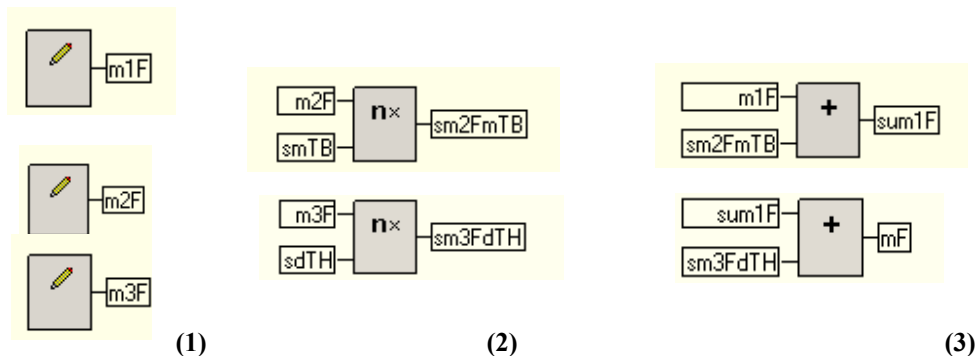 m1F
m2F
m3F
(1)
m2F
n×
smTB
sm2FmTB
m3F
n×
sdTH
sm3FdTH
(2)
m1F
+
sm2FmTB
sum1F
sum1F
+
sm3FdTH
mF
(3)